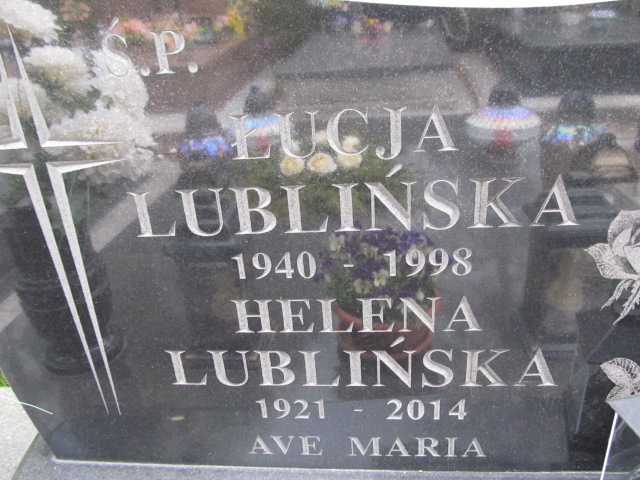 Ś.P.
ŁUCJA
LUBLIŃSKA
1940 - 1998
HELENA
LUBLIŃSKA
1921 - 2014
AVE MARIA